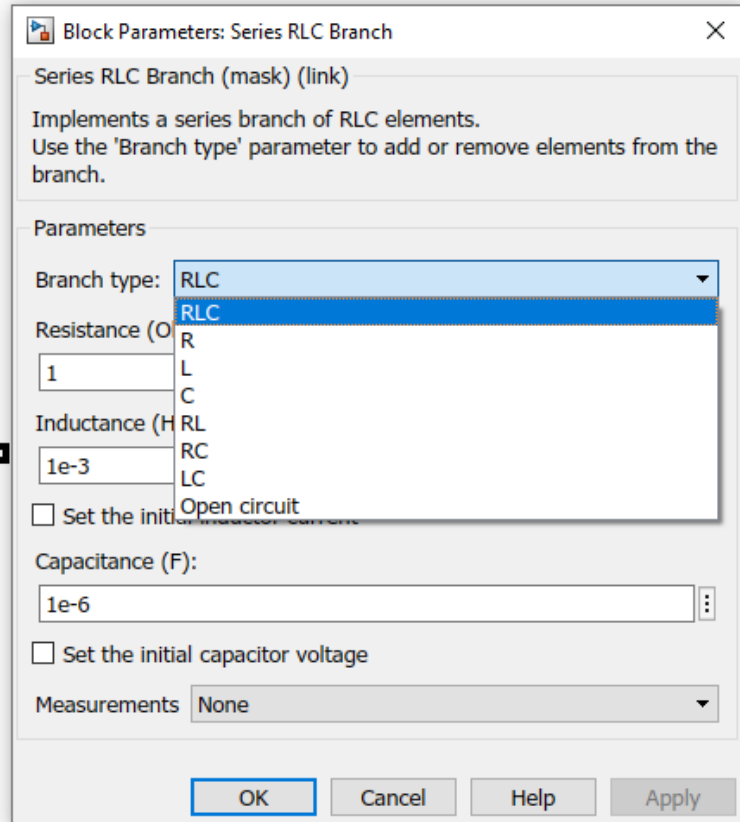 Block Parameters: Series RLC Branch
Series RLC Branch (mask) (link)
Implements a series branch of RLC elements.
Use the 'Branch type' parameter to add or remove elements from the
branch.
Parameters
Branch type: RLC
RLC
Resistance (O
R
1
L
C
Inductance (H
RL
RC
1e-3
LC
Open circuit
Set the initi
Capacitance (F):
1e-6
Set the initial capacitor voltage
Measurements None
OK Cancel Help Apply